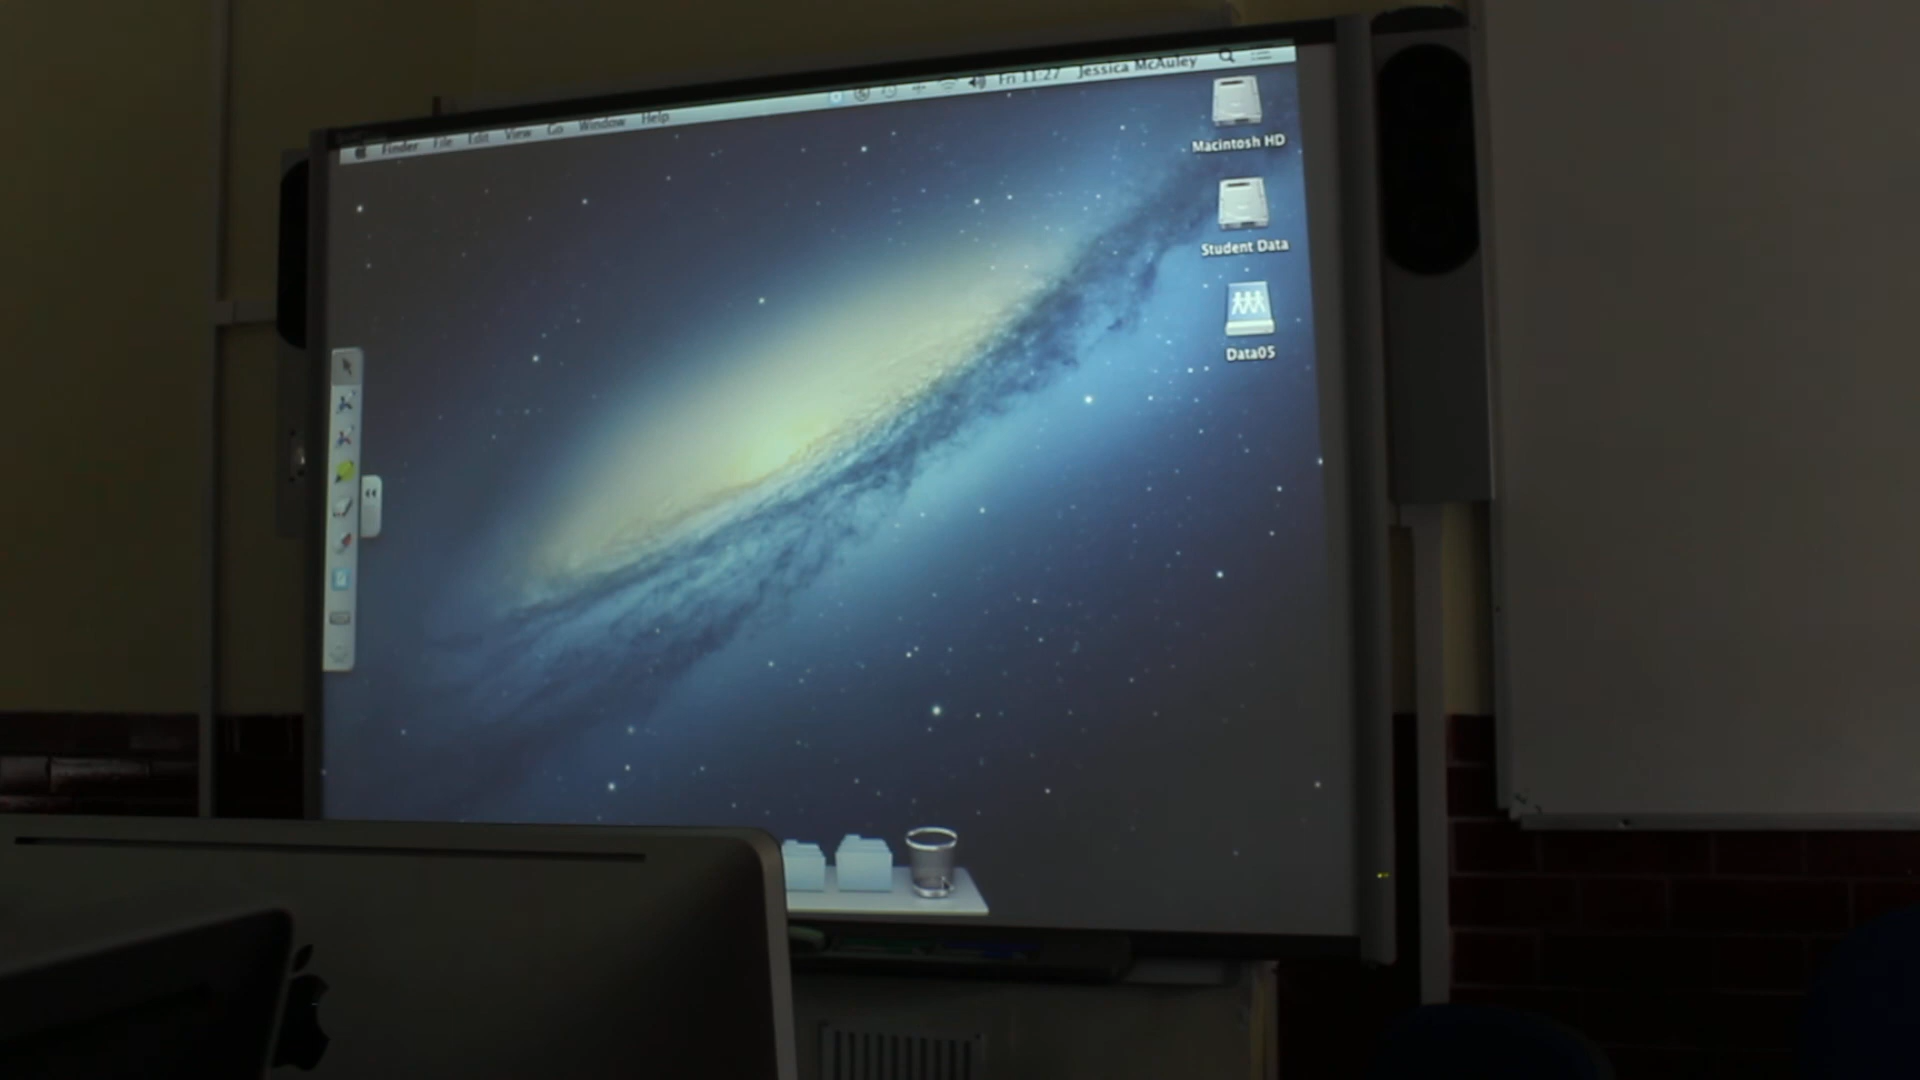 Finder File Edit View Go Window Help Fri 11:27 Jessica McAuley
Macintosh HD
Student Data
Data05